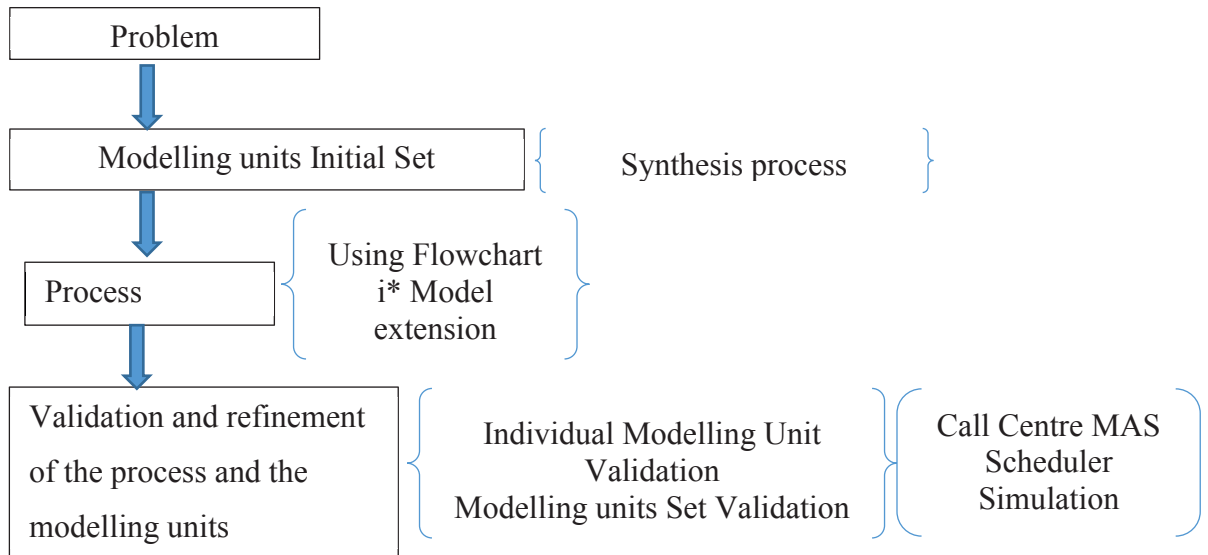 Problem
Modelling units Initial Set
Synthesis process
Process
Using Flowchart
i* Model
extension
Validation and refinement
of the process and the
modelling units
Individual Modelling Unit
Validation
Modelling units Set Validation
Call Centre MAS
Scheduler
Simulation